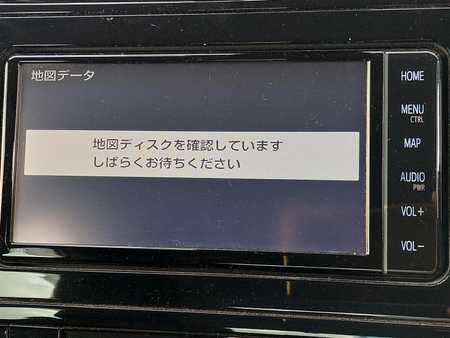 地図データ
地図ディスクを確認しています
しばらくお待ちください
HOME
MENU
CTRL
MAP
AUDIO
PWR
VOL+
VOL−